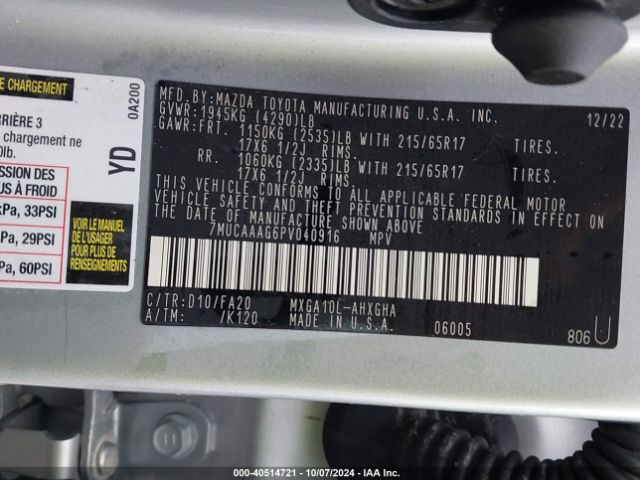 E CHARGEMENT
0A200
RRIÈRE 3
chargement ne
0lb.
YD
SSION DES
US À FROID
kPa, 33PSI
Pa, 29PSI
Pa, 60PSI
VOIR LE MANUEL
DE L'USAGER
POUR PLUS DE
RENSEIGNEMENTS
MFD. BY: MAZDA TOYOTA MANUFACTURING U.S.A. INC.
GVWR: 1945KG (4290)LB 12/22
GAWR: FRT. 1150KG (2535)LB WITH 215/65R17 TIRES.
17X6 1/2J RIMS.
RR. 1060KG (2335)LB WITH 215/65R17 TIRES.
17X6 1/2J RIMS.
THIS VEHICLE CONFORMS TO ALL APPLICABLE FEDERAL MOTOR
VEHICLE SAFETY AND THEFT PREVENTION STANDARDS IN EFFECT
ON THE DATE OF MANUFACTURE SHOWN ABOVE
7MUCAAAG6PV040916 MPV
C/TR: D10/FA20 MXGA10L-AHXGHA
A/TM: /K120 MADE IN U.S.A. 06005 806U
000-40514721 - 10/07/2024 - IAA Inc.